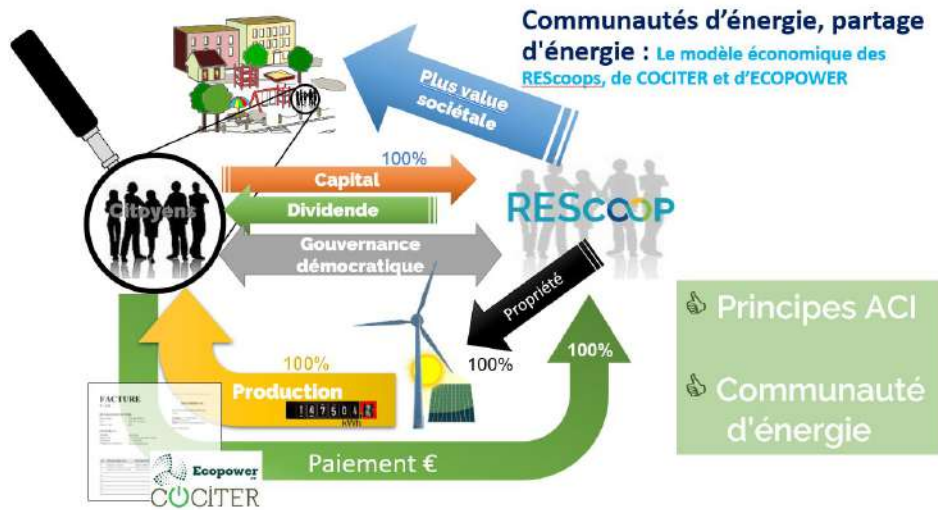 Communautés d’énergie, partage
d'énergie : Le modèle économique des
REScoops, de COCITER et d’ECOPOWER
Plus value
sociétale
100%
Capital
Citoyens
Dividende
REScoop
Gouvernance
démocratique
Propriété
100%
100%
100%
Production
kWh
FACTURE
Paiement €
Ecopower
COCITER
Principes ACI
Communauté
d'énergie